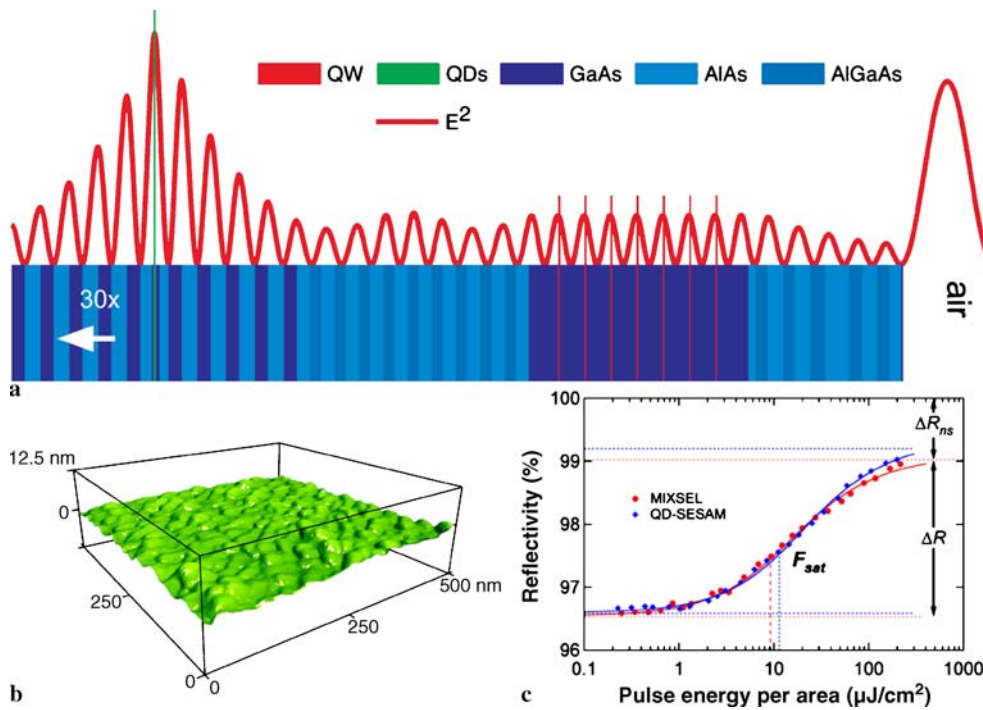 QW QDs GaAs AlAs AlGaAs
E²
30x
air
a
12.5 nm
0
250
0
0
250
500 nm
b
100
99
98
97
96
Reflectivity (%)
ΔRns
MIXSEL
QD-SESAM
Fsat
ΔR
0.1 1 10 100 1000
Pulse energy per area (µJ/cm²)
c